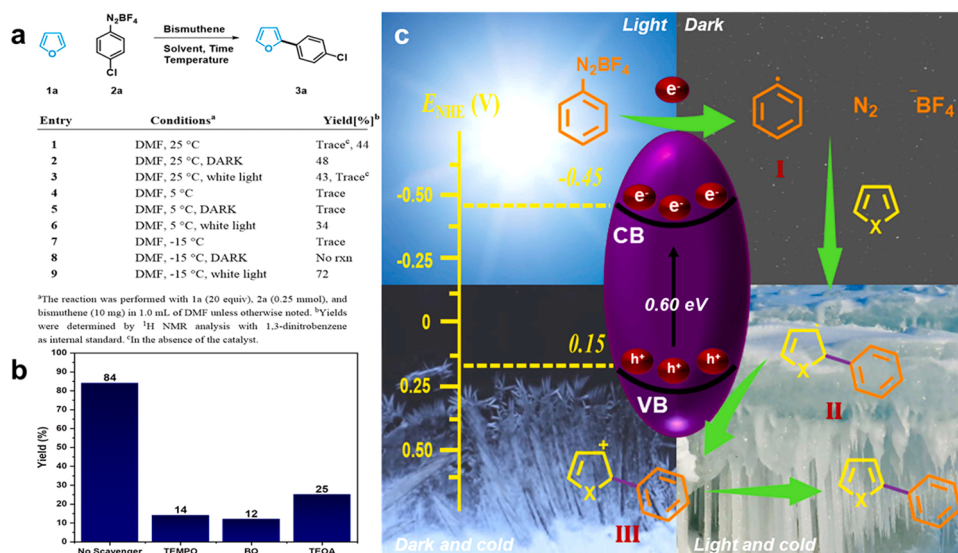 a
N₂BF₄
Cl
Bismuthene
Solvent, Time
Temperature
O
Cl
1a 2a 3a
Entry Conditionsᵃ Yield[%]ᵇ
1 DMF, 25 °C Traceᶜ, 44
2 DMF, 25 °C, DARK 48
3 DMF, 25 °C, white light 43, Traceᶜ
4 DMF, 5 °C Trace
5 DMF, 5 °C, DARK Trace
6 DMF, 5 °C, white light 34
7 DMF, -15 °C Trace
8 DMF, -15 °C, DARK No rxn
9 DMF, -15 °C, white light 72
ᵃThe reaction was performed with 1a (20 equiv), 2a (0.25 mmol), and
bismuthene (10 mg) in 1.0 mL of DMF unless otherwise noted. ᵇYields
were determined by ¹H NMR analysis with 1,3-dinitrobenzene
as internal standard. ᶜIn the absence of the catalyst.
b
Yield (%)
100
90
80
70
60
50
40
30
20
10
0
84
14
12
25
No Scavenger TEMPO BQ TEOA
c
Light Dark
E_NHE (V)
N₂BF₄
e⁻
N₂ ⁻BF₄
I
-0.50
-0.25
0
0.25
0.50
-0.45
e⁻ e⁻ e⁻
CB
X
0.60 eV
0.15
h⁺ h⁺ h⁺
VB
X
II
+
X
III
X
Dark and cold Light and cold